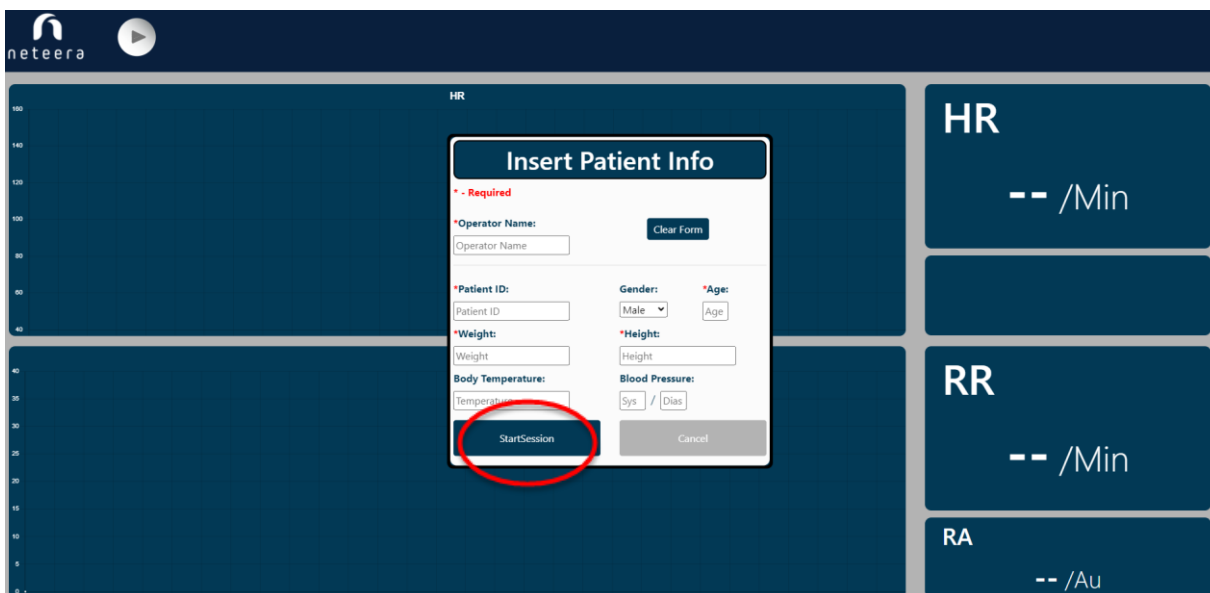 neteera
HR
160
140
120
100
80
60
40
Insert Patient Info
* - Required
*Operator Name:
Operator Name
Clear Form
*Patient ID:
Patient ID
Gender:
Male
*Age:
Age
*Weight:
Weight
*Height:
Height
Body Temperature:
Temperature
Blood Pressure:
Sys / Dias
StartSession
Cancel
40
35
30
25
20
15
10
5
0
HR
-- /Min
RR
-- /Min
RA
-- /Au